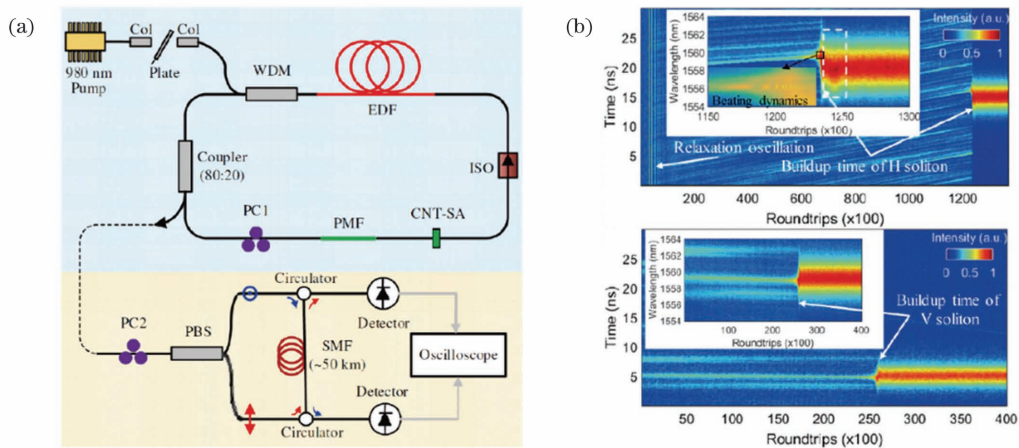 (a)
Col
Col
980 nm
Pump
Plate
WDM
EDF
Coupler
(80:20)
ISO
PC1
PMF
CNT-SA
Circulator
PC2
PBS
SMF
(~50 km)
Detector
Oscilloscope
Detector
Circulator
(b)
Time (ns)
25
20
15
10
5
Wavelength (nm)
1564
1562
1560
1558
1556
1554
Beating dynamics
1150
1200
1250
1300
Roundtrips (x100)
Intensity (a.u.)
0 0.5 1
Relaxation oscillation
Buildup time of H soliton
200 400 600 800 1000 1200
Roundtrips (x100)
Time (ns)
25
20
15
10
5
Wavelength (nm)
1564
1562
1560
1558
1556
1554
100 200 300 400
Roundtrips (x100)
Intensity (a.u.)
0 0.5 1
Buildup time of
V soliton
50 100 150 200 250 300 350 400
Roundtrips (x100)